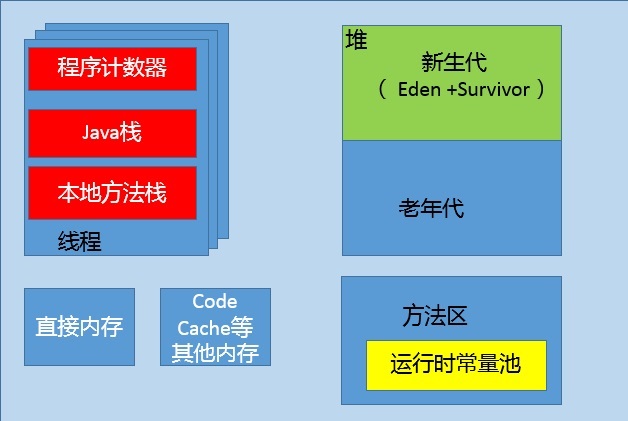 程序计数器
Java栈
本地方法栈
线程
直接内存
Code
Cache等
其他内存
堆
新生代
（ Eden +Survivor ）
老年代
方法区
运行时常量池